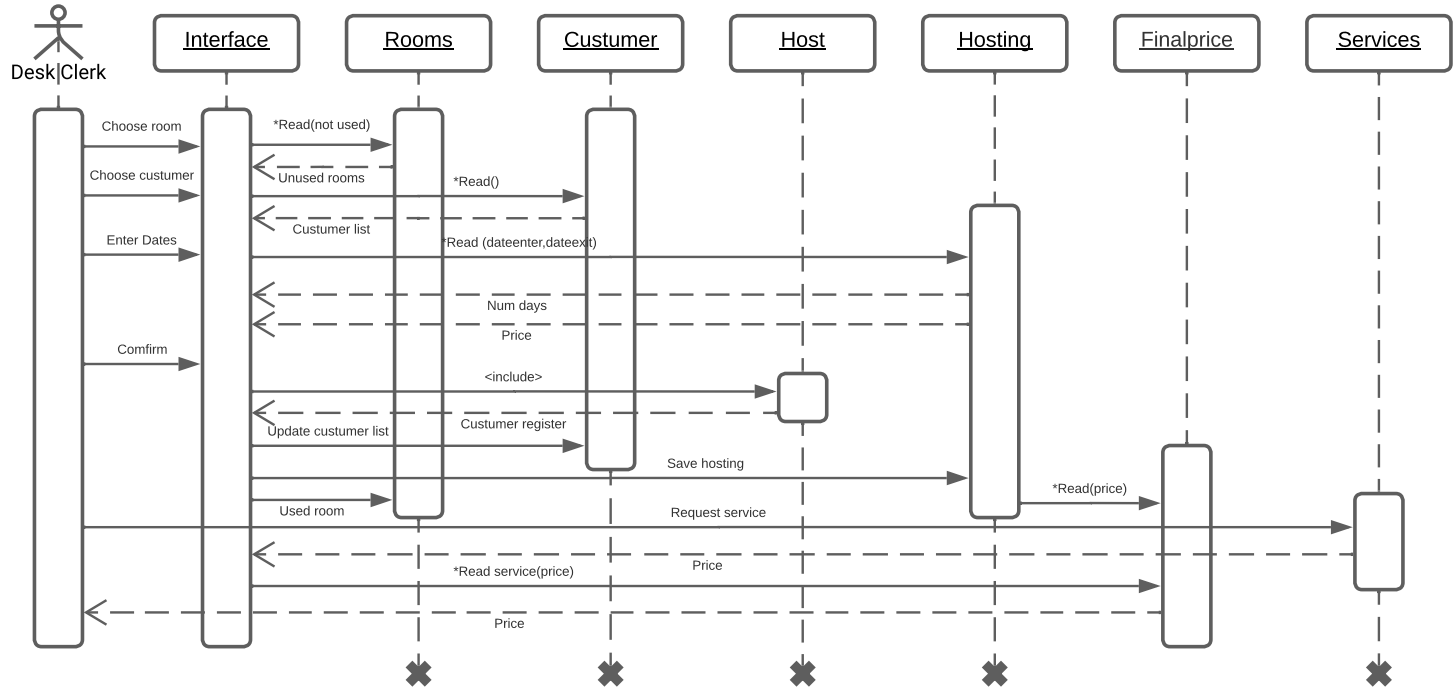 Desk Clerk
Interface
Rooms
Custumer
Host
Hosting
Finalprice
Services
Choose room
*Read(not used)
Unused rooms
Choose custumer
*Read()
Custumer list
Enter Dates
*Read (dateenter,dateexit)
Num days
Price
Comfirm
<include>
Custumer register
Update custumer list
Save hosting
*Read(price)
Used room
Request service
Price
*Read service(price)
Price